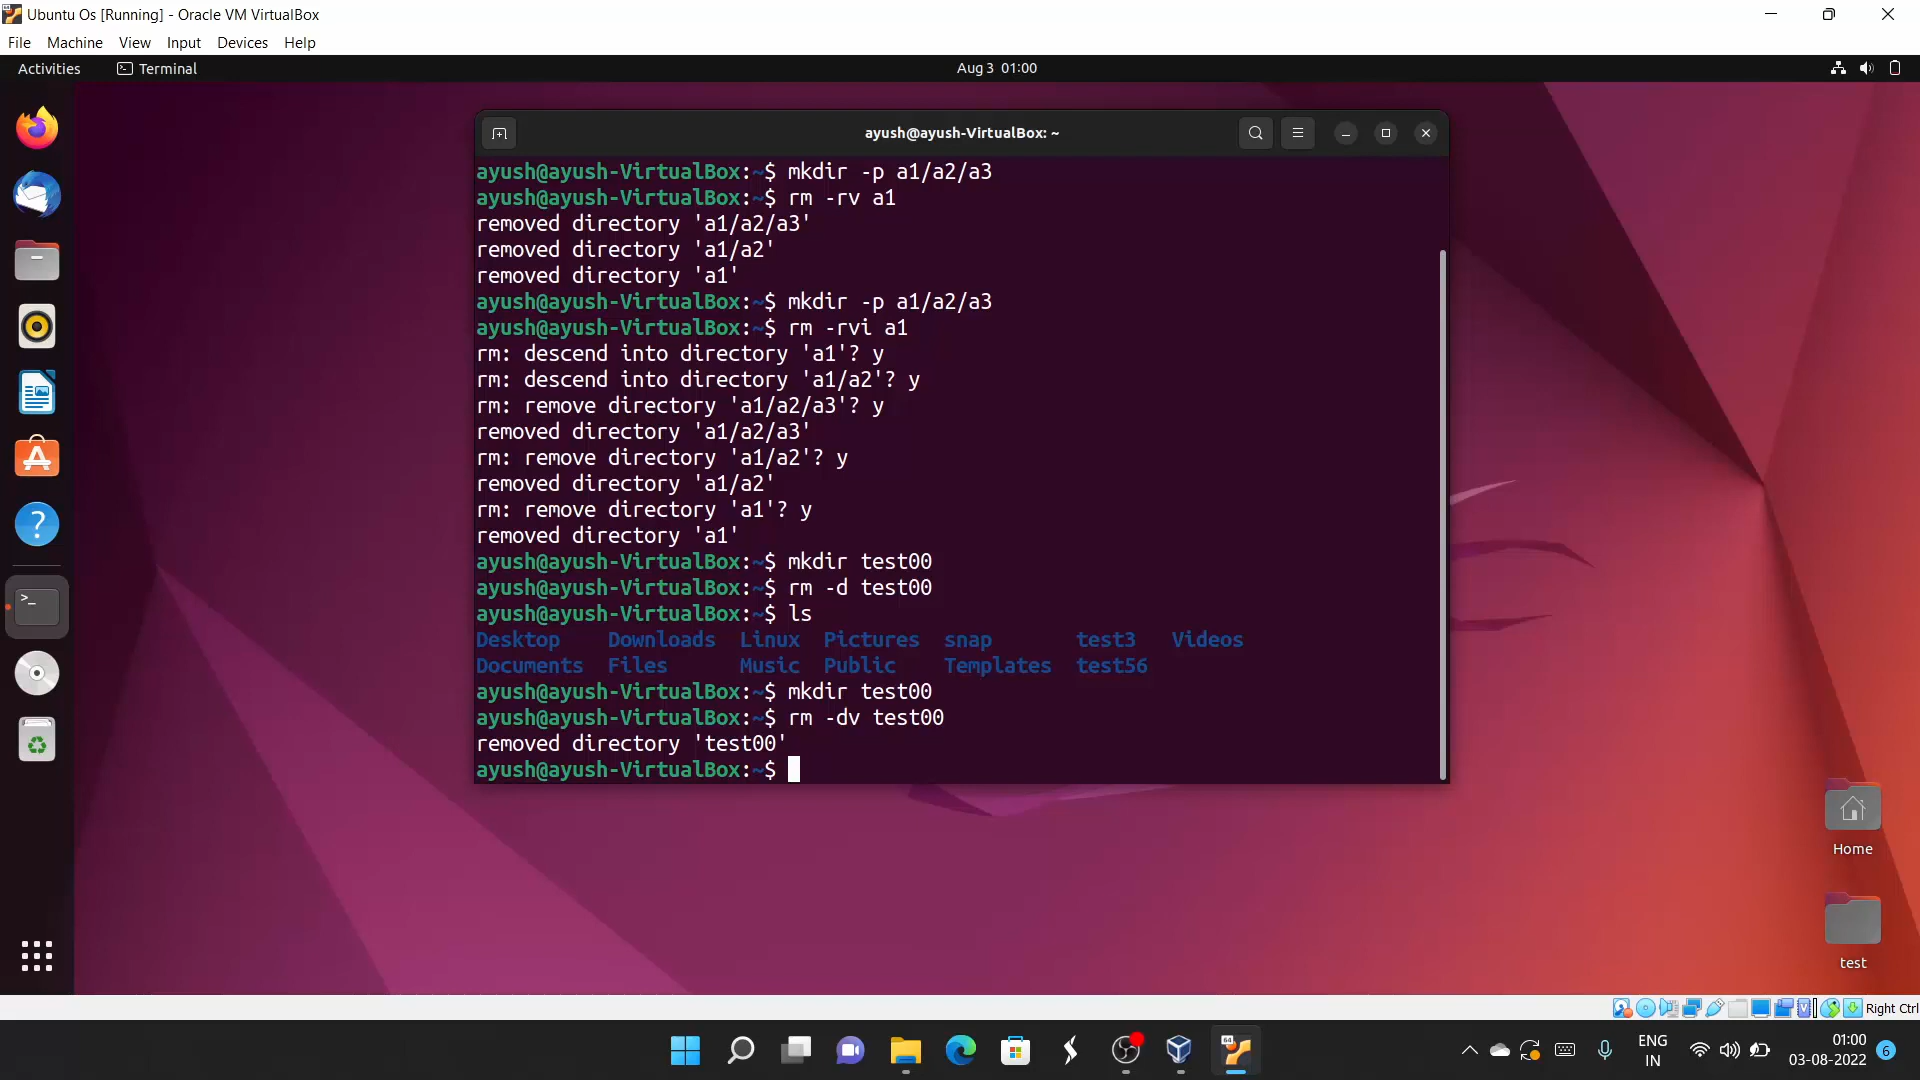 Ubuntu Os [Running] - Oracle VM VirtualBox
File Machine View Input Devices Help
Activities Terminal Aug 3 01:00
ayush@ayush-VirtualBox: ~
ayush@ayush-VirtualBox:~$ mkdir -p a1/a2/a3
ayush@ayush-VirtualBox:~$ rm -rv a1
removed directory 'a1/a2/a3'
removed directory 'a1/a2'
removed directory 'a1'
ayush@ayush-VirtualBox:~$ mkdir -p a1/a2/a3
ayush@ayush-VirtualBox:~$ rm -rvi a1
rm: descend into directory 'a1'? y
rm: descend into directory 'a1/a2'? y
rm: remove directory 'a1/a2/a3'? y
removed directory 'a1/a2/a3'
rm: remove directory 'a1/a2'? y
removed directory 'a1/a2'
rm: remove directory 'a1'? y
removed directory 'a1'
ayush@ayush-VirtualBox:~$ mkdir test00
ayush@ayush-VirtualBox:~$ rm -d test00
ayush@ayush-VirtualBox:~$ ls
Desktop Downloads Linux Pictures snap test3 Videos
Documents Files Music Public Templates test56
ayush@ayush-VirtualBox:~$ mkdir test00
ayush@ayush-VirtualBox:~$ rm -dv test00
removed directory 'test00'
ayush@ayush-VirtualBox:~$
Home
test
Right Ctrl
ENG
IN
01:00
03-08-2022
6